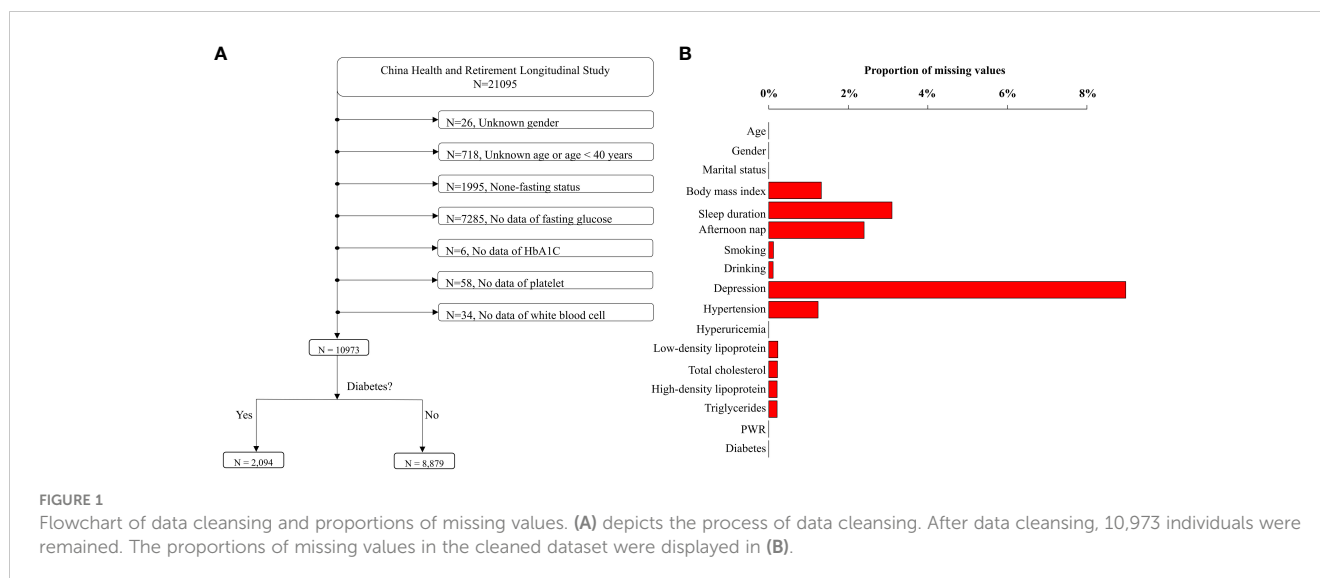 A
China Health and Retirement Longitudinal Study
N=21095
N=26, Unknown gender
N=718, Unknown age or age < 40 years
N=1995, None-fasting status
N=7285, No data of fasting glucose
N=6, No data of HbA1C
N=58, No data of platelet
N=34, No data of white blood cell
N = 10973
Diabetes?
Yes
No
N = 2,094
N = 8,879
B
Proportion of missing values
0%
2%
4%
6%
8%
Age
Gender
Marital status
Body mass index
Sleep duration
Afternoon nap
Smoking
Drinking
Depression
Hypertension
Hyperuricemia
Low-density lipoprotein
Total cholesterol
High-density lipoprotein
Triglycerides
PWR
Diabetes
FIGURE 1
Flowchart of data cleansing and proportions of missing values. (A) depicts the process of data cleansing. After data cleansing, 10,973 individuals were
remained. The proportions of missing values in the cleaned dataset were displayed in (B).